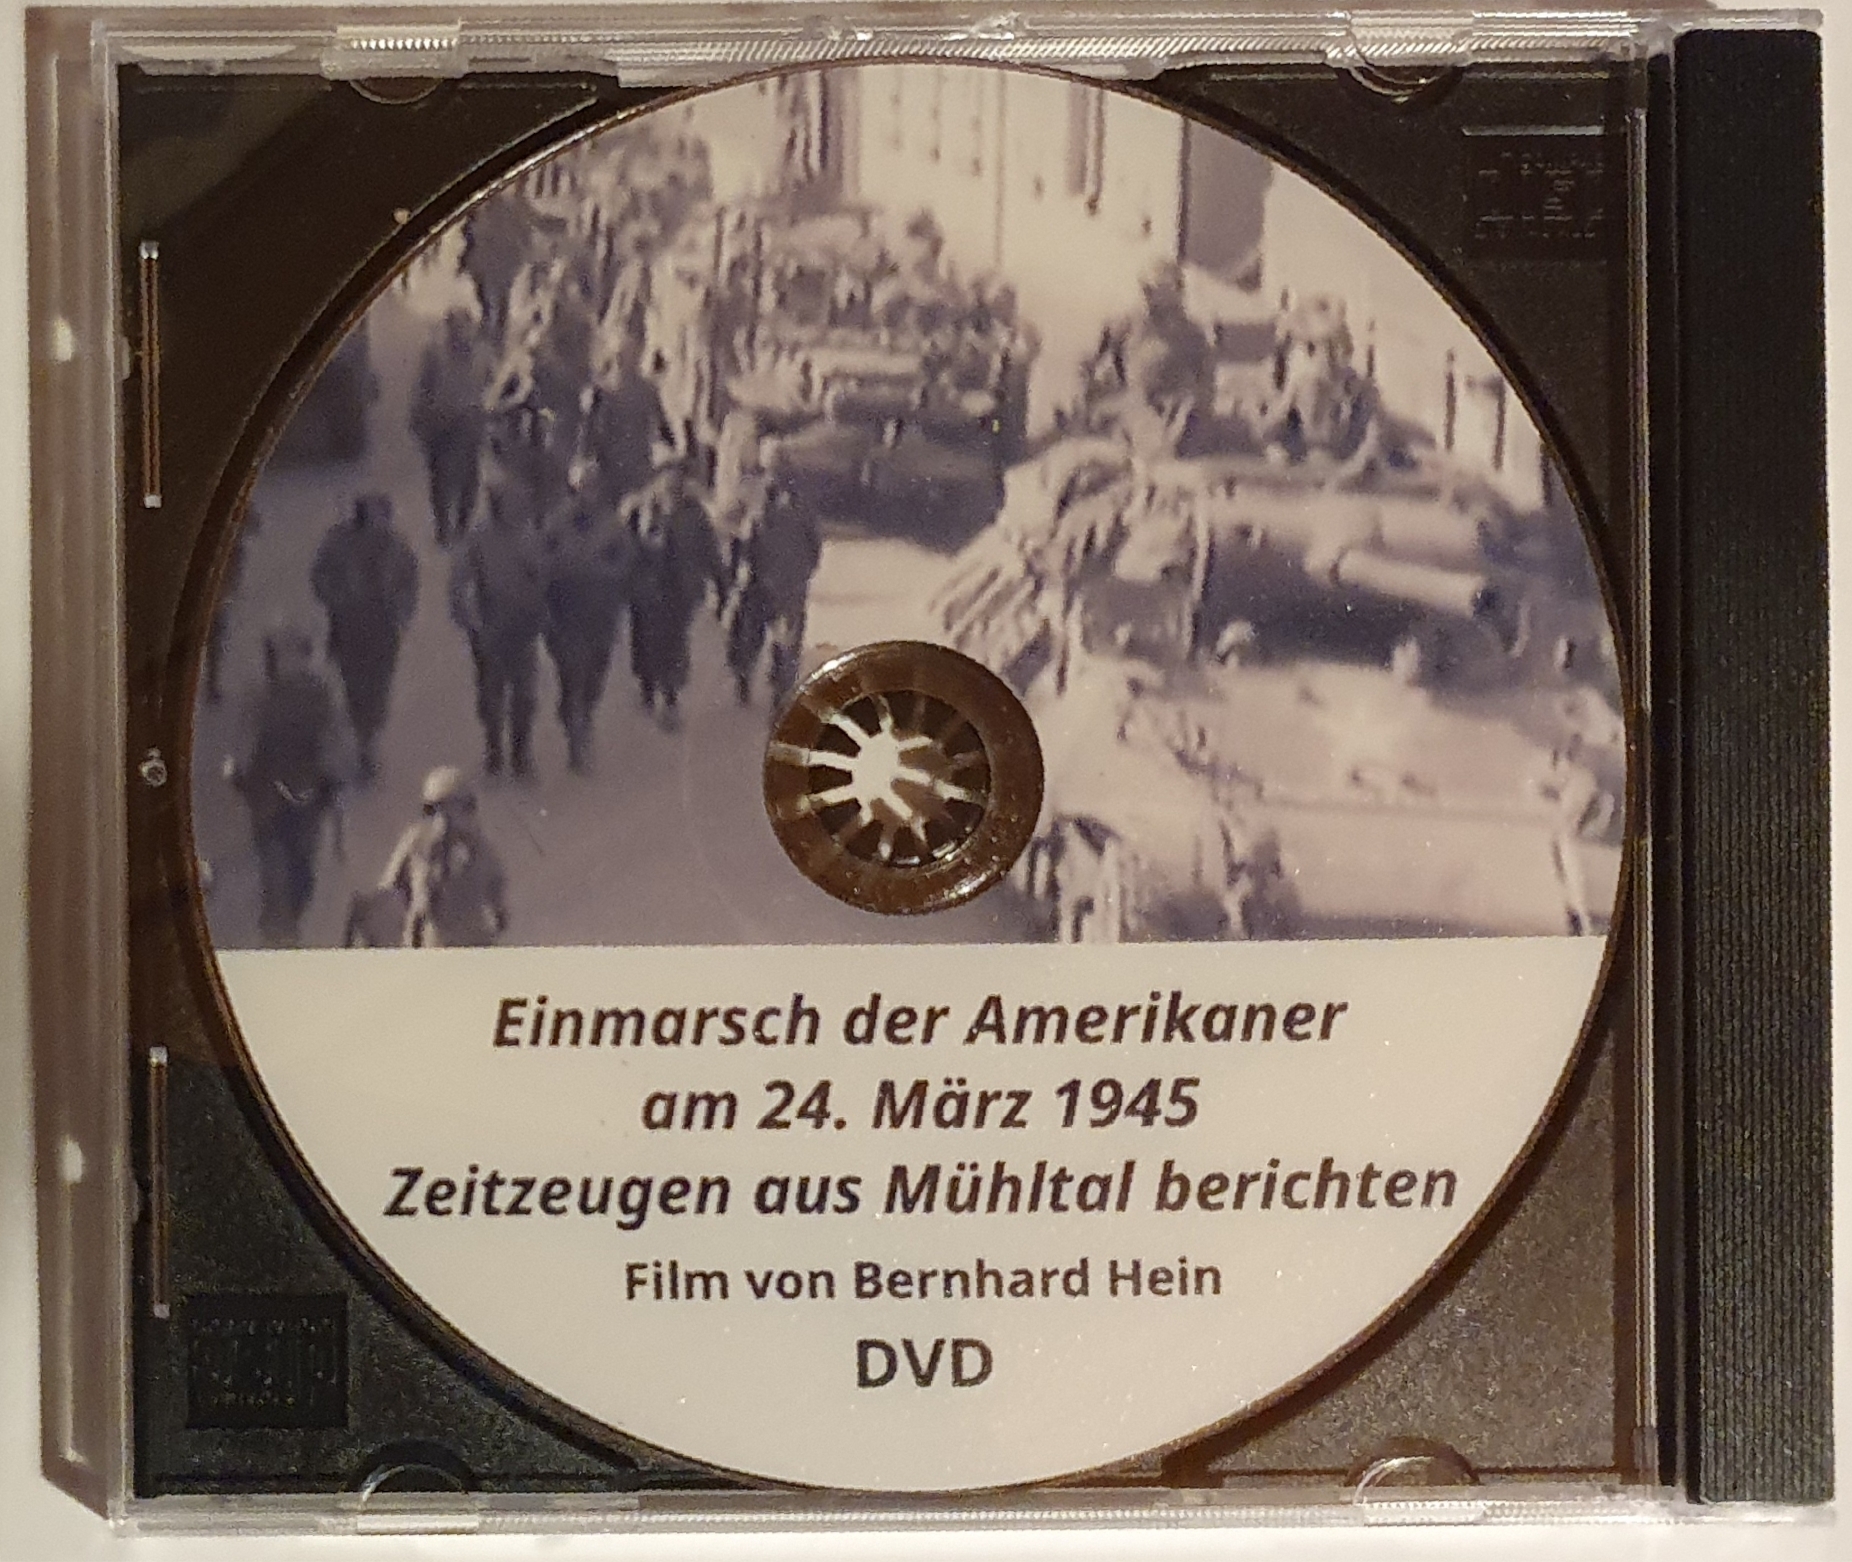 Einmarsch der Amerikaner
am 24. März 1945
Zeitzeugen aus Mühltal berichten
Film von Bernhard Hein
DVD